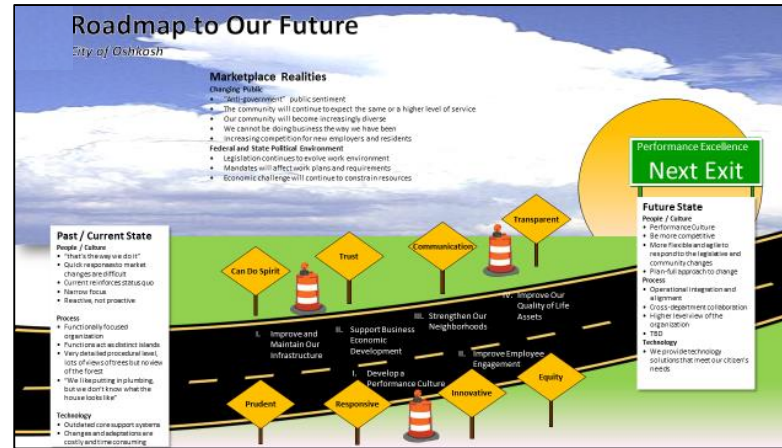 Roadmap to Our Future
City of Oshkosh
Marketplace Realities
Changing Public
• "Anti-government" public sentiment
• The community will continue to expect the same or a higher level of service
• Our community will become increasingly diverse
• We cannot be doing business the way we have been
• Increasing competition for new employers and residents
Federal and State Political Environment
• Legislation continues to evolve work environment
• Mandates will affect work plans and requirements
• Economic challenge will continue to constrain resources
Performance Excellence
Next Exit
Past / Current State
People / Culture
• "that's the way we do it"
• Quick responses to market
changes are difficult
• Current reinforces status quo
• Narrow focus
• Reactive, not proactive
Process
• Functionally focused
organization
• Functions act as distinct islands
• Very detailed procedural level,
lots of views of trees but no view
of the forest
• "We like putting in plumbing,
but we don't know what the
house looks like"
Technology
• Outdated core support systems
• Changes and adaptations are
costly and time consuming
Can Do Spirit
Trust
Communication
Transparent
I. Improve and
Maintain Our
Infrastructure
II. Support Business
Economic
Development
III. Strengthen Our
Neighborhoods
IV. Improve Our
Quality of Life
Assets
I. Develop a
Performance Culture
II. Improve Employee
Engagement
Prudent
Responsive
Innovative
Equity
Future State
People / Culture
• Performance Culture
• Be more competitive
• More flexible and agile to
respond to the legislative and
community changes
• Plan-full approach to change
Process
• Operational integration and
alignment
• Cross-department collaboration
• Higher level view of the
organization
• TBD
Technology
• We provide technology
solutions that meet our citizen's
needs